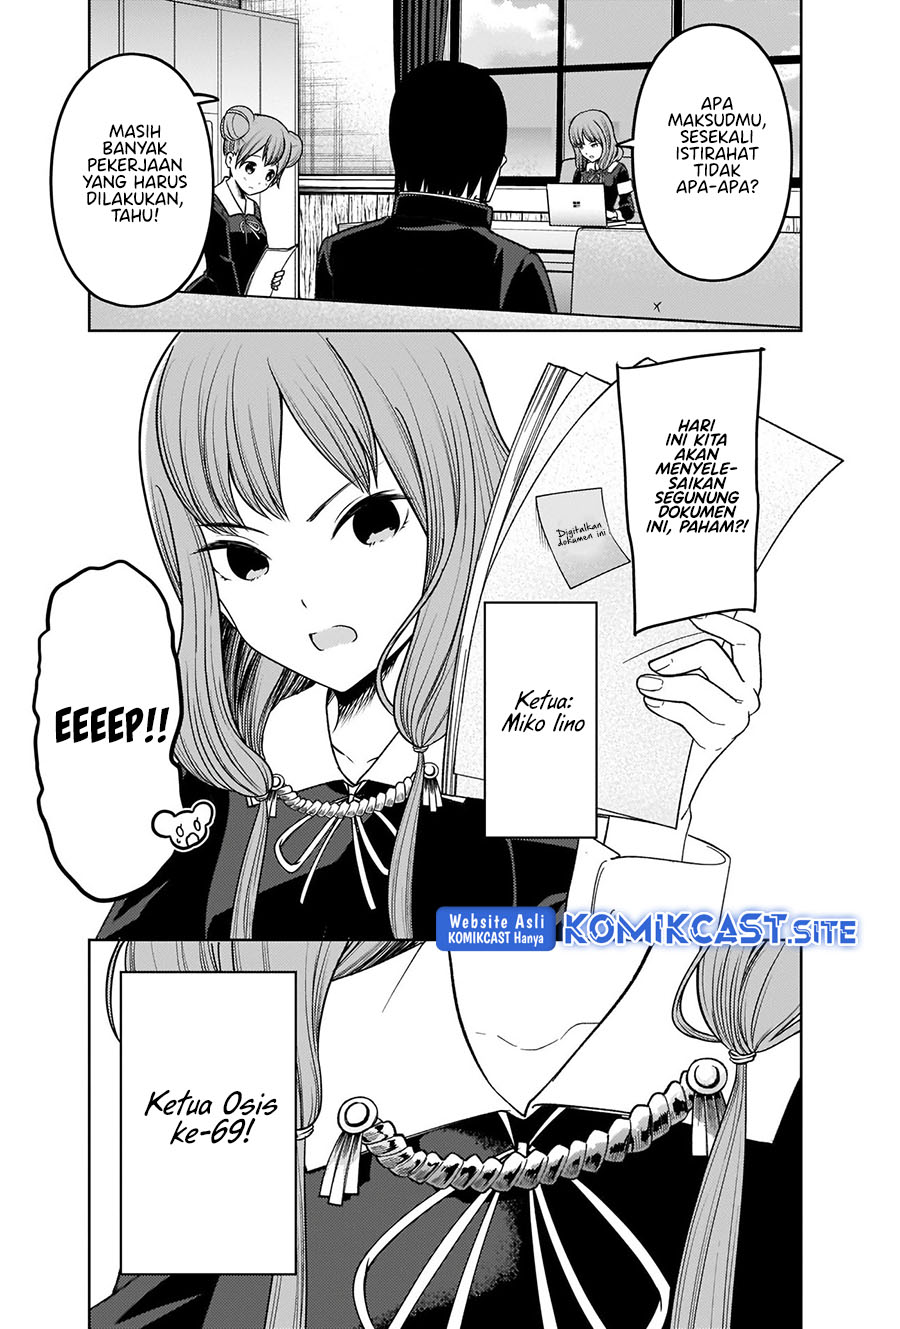 APA
MAKSUDMU,
SESEKALI
ISTIRAHAT
TIDAK
APA-APA?
MASIH
BANYAK
PEKERJAAN
YANG HARUS
DILAKUKAN,
TAHU!
HARI
INI KITA
AKAN
MENYELE-
SAIKAN
SEGUNUNG
DOKUMEN
INI, PAHAM?!
Digitalkan
dokumen ini
Ketua:
Miko Iino
EEEEP!!
Website Asli
KOMIKCAST Hanya
KOMIKCAST.SITE
Ketua Osis
ke-69!